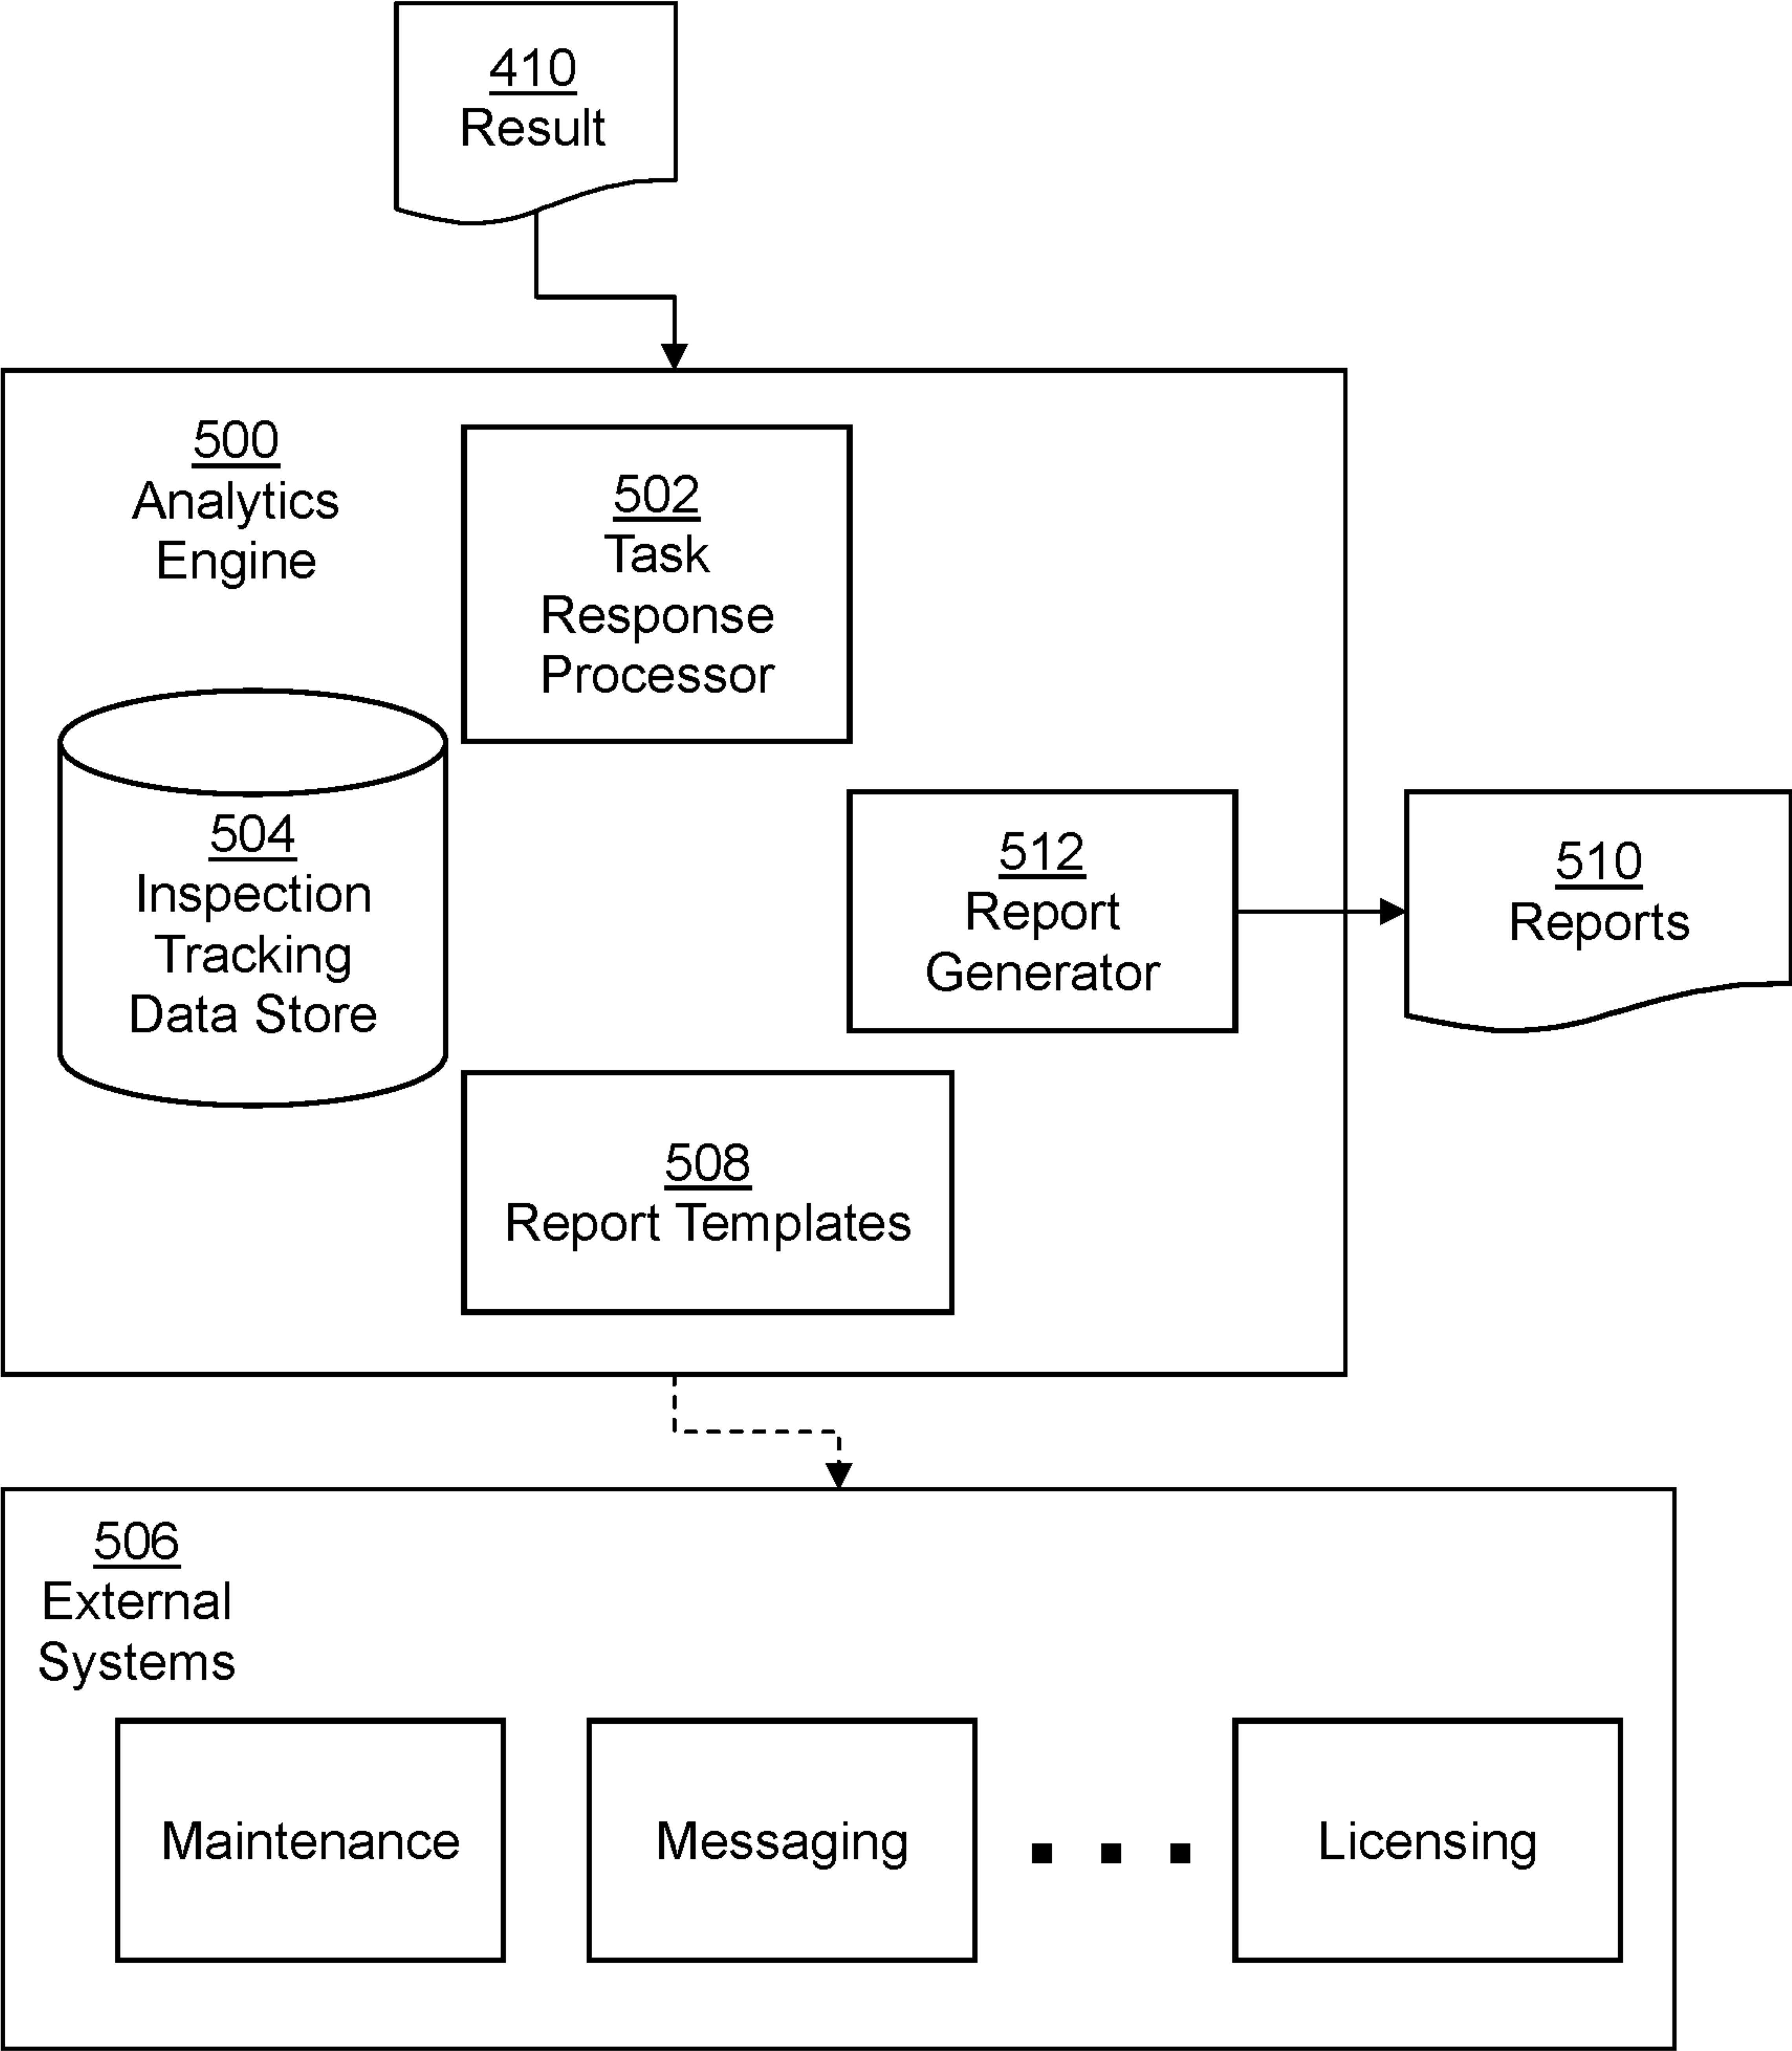 410
Result
500
Analytics
Engine
502
Task
Response
Processor
504
Inspection
Tracking
Data Store
512
Report
Generator
510
Reports
508
Report Templates
506
External
Systems
Maintenance
Messaging
Licensing